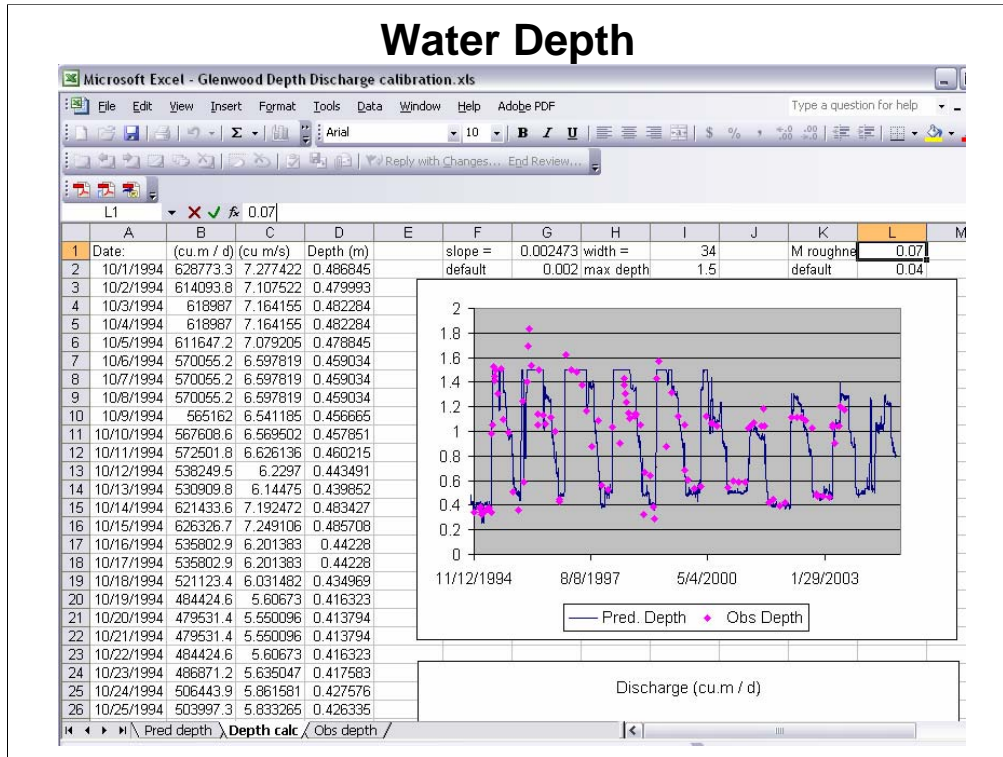 Water Depth
Microsoft Excel - Glenwood Depth Discharge calibration.xls
File Edit View Insert Format Tools Data Window Help Adobe PDF Type a question for help
Arial 10 B I U $ % ,
Reply with Changes... End Review...
L1 fx 0.07
A B C D E F G H I J K L M
1 Date: (cu.m / d) (cu m/s) Depth (m) slope = 0.002473 width = 34 M roughne 0.07
2 10/1/1994 628773.3 7.277422 0.486845 default 0.002 max depth 1.5 default 0.04
3 10/2/1994 614093.8 7.107522 0.479993
4 10/3/1994 618987 7.164155 0.482284
5 10/4/1994 618987 7.164155 0.482284
6 10/5/1994 611647.2 7.079205 0.478845
7 10/6/1994 570055.2 6.597819 0.459034
8 10/7/1994 570055.2 6.597819 0.459034
9 10/8/1994 570055.2 6.597819 0.459034
10 10/9/1994 565162 6.541185 0.456665
11 10/10/1994 567608.6 6.569502 0.457851
12 10/11/1994 572501.8 6.626136 0.460215
13 10/12/1994 538249.5 6.2297 0.443491
14 10/13/1994 530909.8 6.14475 0.439852
15 10/14/1994 621433.6 7.192472 0.483427
16 10/15/1994 626326.7 7.249106 0.485708
17 10/16/1994 535802.9 6.201383 0.44228
18 10/17/1994 535802.9 6.201383 0.44228
19 10/18/1994 521123.4 6.031482 0.434969
20 10/19/1994 484424.6 5.60673 0.416323
21 10/20/1994 479531.4 5.550096 0.413794
22 10/21/1994 479531.4 5.550096 0.413794
23 10/22/1994 484424.6 5.60673 0.416323
24 10/23/1994 486871.2 5.635047 0.417583
25 10/24/1994 506443.9 5.861581 0.427576
26 10/25/1994 503997.3 5.833265 0.426335
2
1.8
1.6
1.4
1.2
1
0.8
0.6
0.4
0.2
0
11/12/1994 8/8/1997 5/4/2000 1/29/2003
Pred. Depth Obs Depth
Discharge (cu.m / d)
Pred depth Depth calc Obs depth